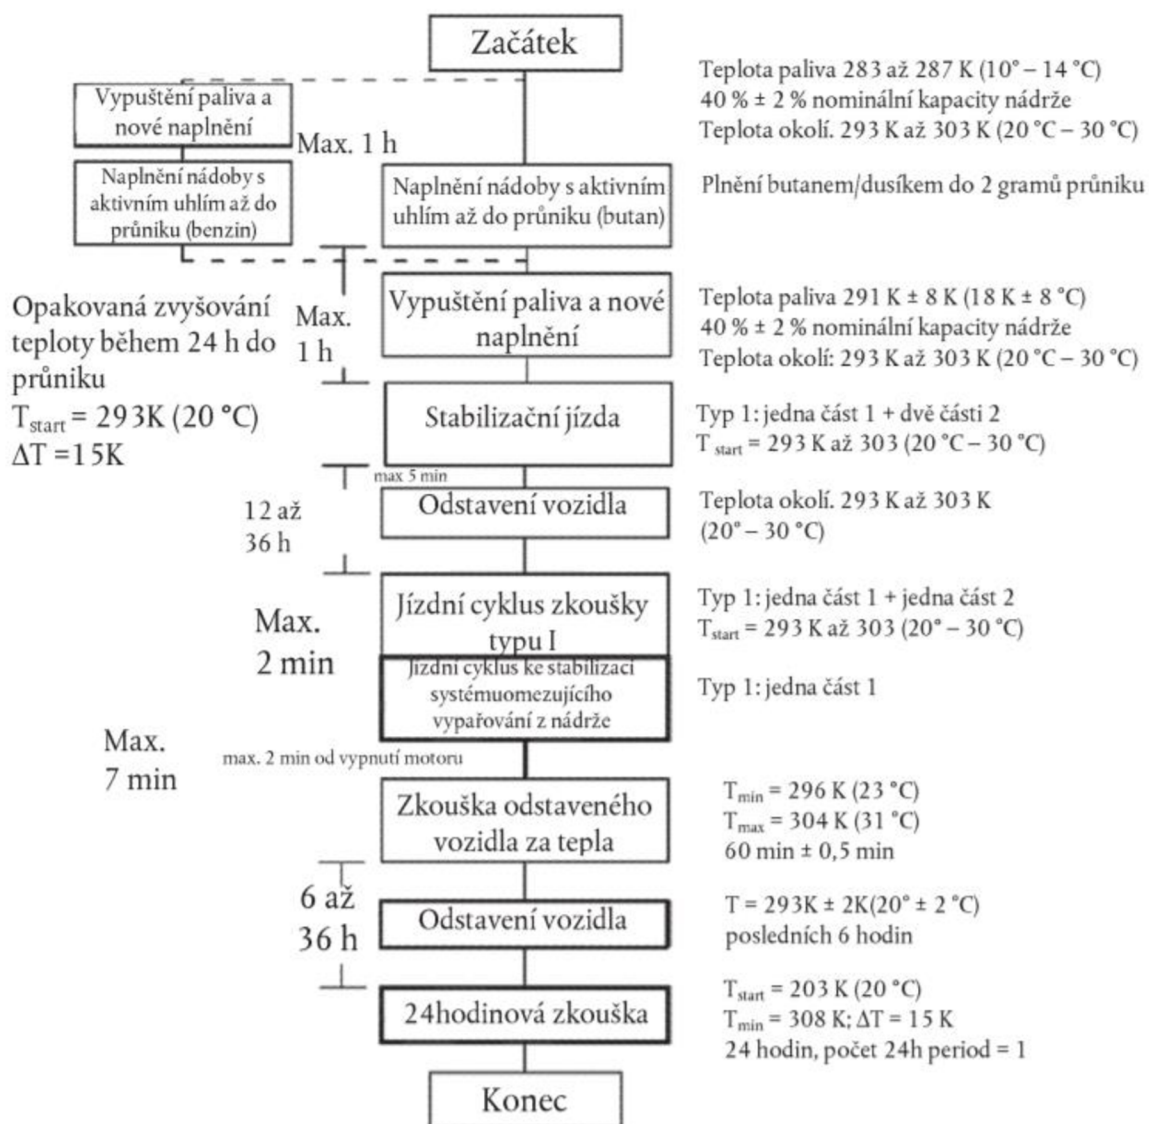 Začátek
Teplota paliva 283 až 287 K (10° – 14 °C)
40 % ± 2 % nominální kapacity nádrže
Teplota okolí. 293 K až 303 K (20 °C – 30 °C)
Vypuštění paliva a
nové naplnění
Max. 1 h
Naplnění nádoby s
aktivním uhlím až do
průniku (benzin)
Naplnění nádoby s aktivním
uhlím až do průniku (butan)
Plnění butanem/dusíkem do 2 gramů průniku
Opakovaná zvyšování
teploty během 24 h do
průniku
Tstart = 293K (20 °C)
ΔT =15K
Max.
1 h
Vypuštění paliva a nové
naplnění
Teplota paliva 291 K ± 8 K (18 K ± 8 °C)
40 % ± 2 % nominální kapacity nádrže
Teplota okolí: 293 K až 303 K (20 °C – 30 °C)
Stabilizační jízda
Typ 1: jedna část 1 + dvě části 2
T start = 293 K až 303 (20 °C – 30 °C)
max 5 min
12 až
36 h
Odstavení vozidla
Teplota okolí. 293 K až 303 K
(20° – 30 °C)
Max.
2 min
Jízdní cyklus zkoušky
typu I
Typ 1: jedna část 1 + jedna část 2
Tstart = 293 K až 303 (20° – 30 °C)
Jízdní cyklus ke stabilizaci
systémuomezujícího
vypařování z nádrže
Typ 1: jedna část 1
Max.
7 min
max. 2 min od vypnutí motoru
Zkouška odstaveného
vozidla za tepla
Tmin = 296 K (23 °C)
Tmax = 304 K (31 °C)
60 min ± 0,5 min
6 až
36 h
Odstavení vozidla
T = 293K ± 2K(20° ± 2 °C)
posledních 6 hodin
24hodinová zkouška
Tstart = 203 K (20 °C)
Tmin = 308 K; ΔT = 15 K
24 hodin, počet 24h period = 1
Konec